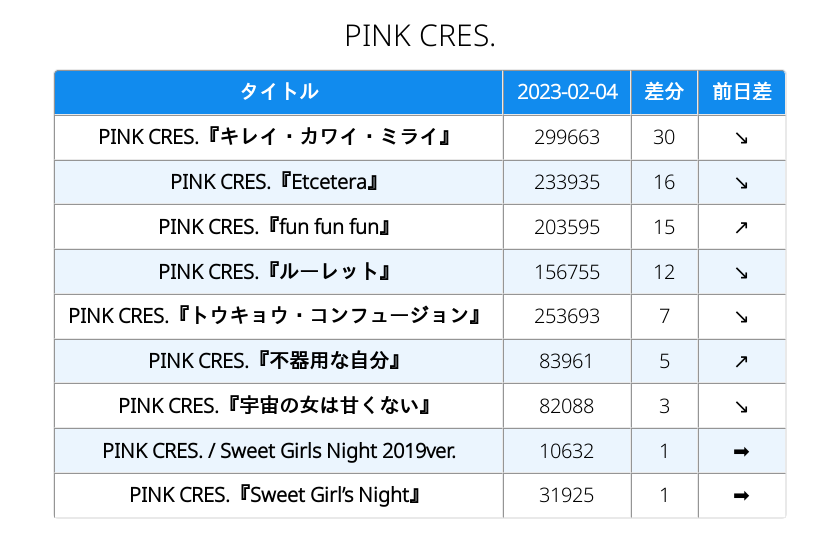 PINK CRES.
タイトル 2023-02-04 差分 前日差
PINK CRES.『キレイ・カワイ・ミライ』 299663 30 ↘
PINK CRES.『Etcetera』 233935 16 ↘
PINK CRES.『fun fun fun』 203595 15 ↗
PINK CRES.『ルーレット』 156755 12 ↘
PINK CRES.『トウキョウ・コンフュージョン』 253693 7 ↘
PINK CRES.『不器用な自分』 83961 5 ↗
PINK CRES.『宇宙の女は甘くない』 82088 3 ↘
PINK CRES. / Sweet Girls Night 2019ver. 10632 1 ➡
PINK CRES.『Sweet Girl’s Night』 31925 1 ➡